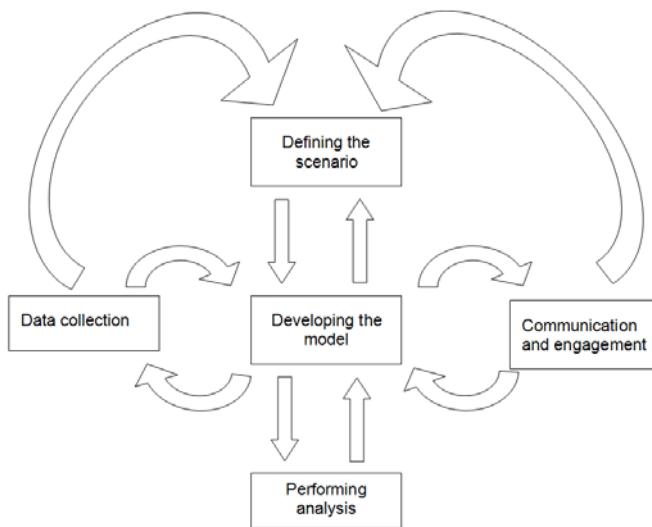 Defining the
scenario
Data collection
Developing the
model
Communication
and engagement
Performing
analysis